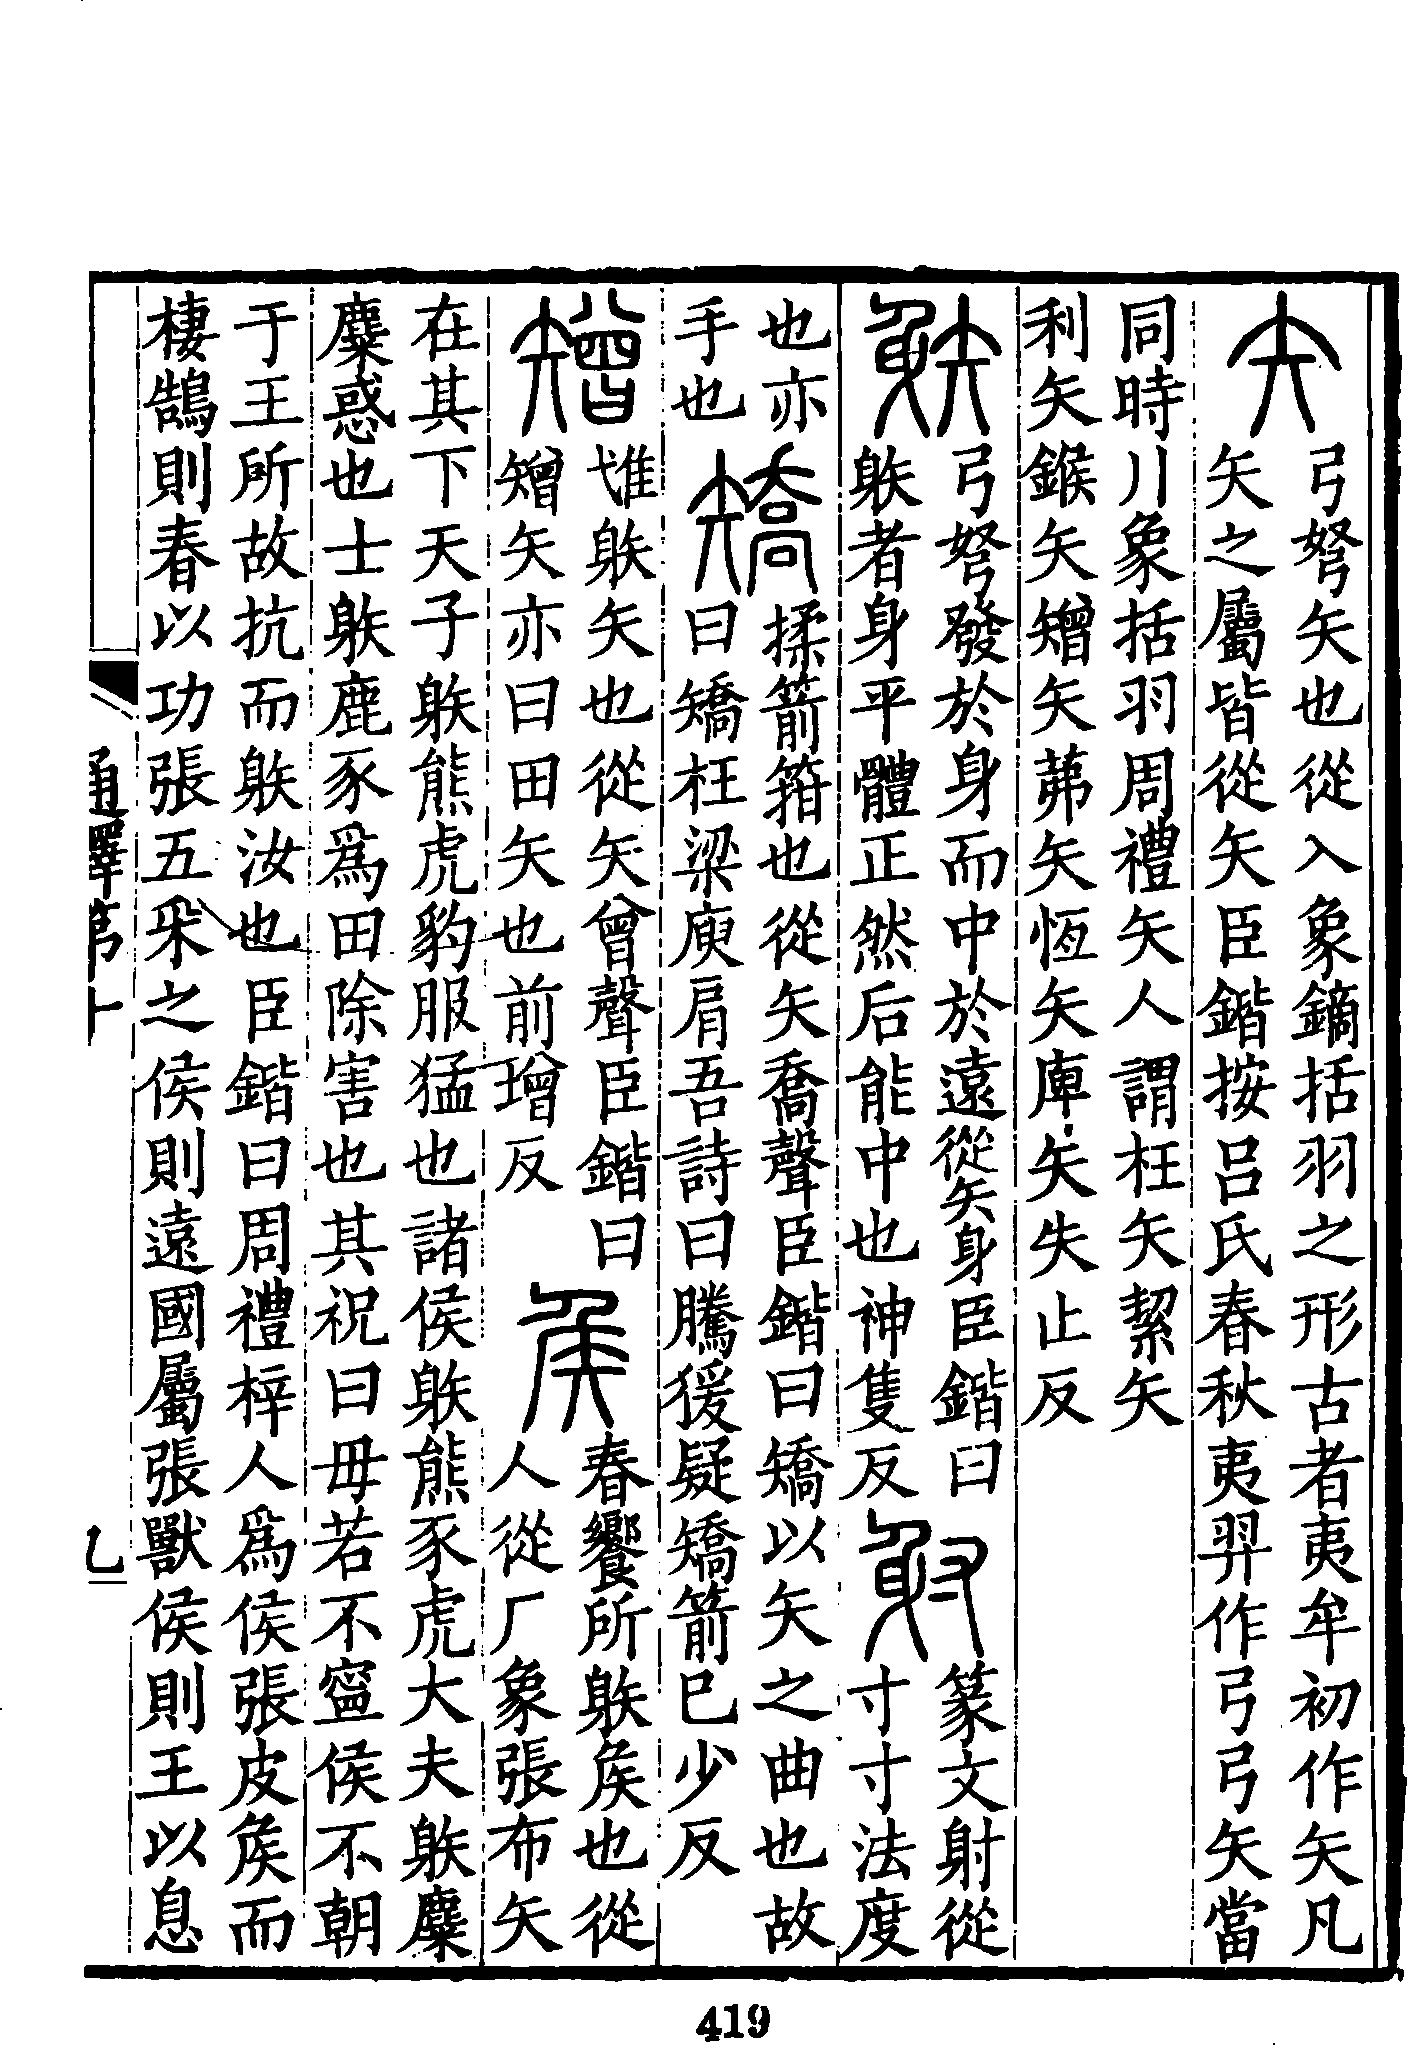 矢
弓弩矢也從入象鏑括羽之形古者夷牟初作矢凡
矢之屬皆從矢臣鍇按呂氏春秋夷羿作弓弓矢當
同時儿象括羽周禮矢人謂枉矢絜矢
利矢鍭矢矰矢茀矢恆矢庳矢失止反
䠶
弓弩發於身而中於遠從矢身臣鍇曰
䠶者身平體正然后能中也神隻反
射
篆文射從
寸寸法度
也亦
手也
矯
揉箭箝也從矢喬聲臣鍇曰矯以矢之曲也故
曰矯枉梁庾肩吾詩曰騰猨疑矯箭巳少反
矰
惟䠶矢也從矢曾聲臣鍇曰
矰矢亦曰田矢也前增反
矦
春饗所䠶矦也從
人從厂象張布矢
在其下天子䠶熊虎豹服猛也諸侯䠶熊豕虎大夫䠶麋
麋惑也士䠶鹿豕爲田除害也其祝曰毋若不寍侯不朝
于王所故抗而䠶汝也臣鍇曰周禮梓人爲侯張皮矦而
棲鵠則春以功張五采之侯則遠國屬張獸侯則王以息
通釋第十
乙
419